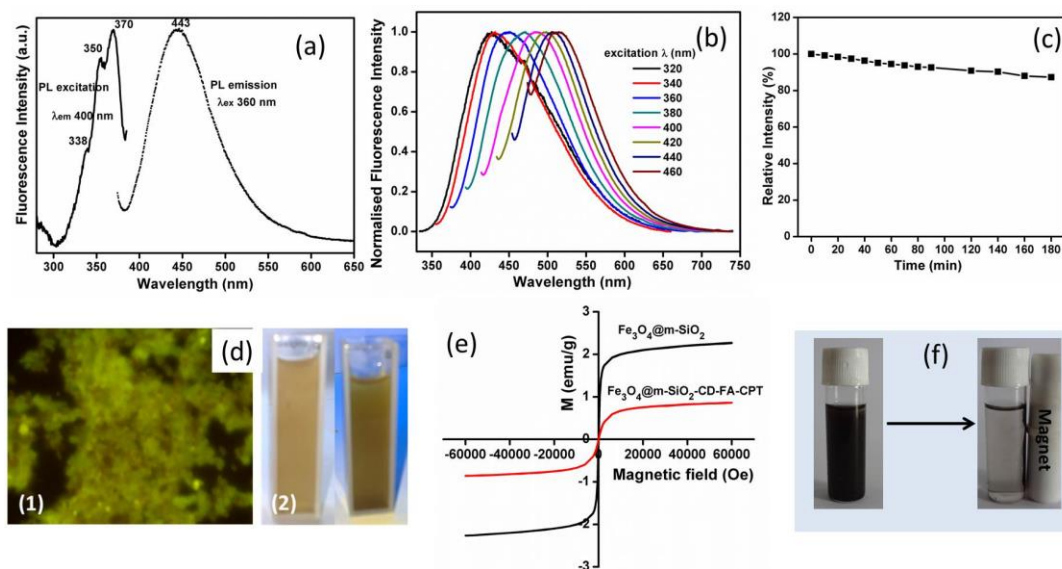 (a)
370
443
350
PL excitation
λem 400 nm
338
PL emission
λex 360 nm
Fluorescence Intensity (a.u.)
300 350 400 450 500 550 600 650
Wavelength (nm)
(b)
excitation λ (nm)
320
340
360
380
400
420
440
460
Normalised Fluorescence Intensity
1.0
0.8
0.6
0.4
0.2
0.0
350 400 450 500 550 600 650 700 750
Wavelength (nm)
(c)
Relative Intensity (%)
120
100
80
60
40
20
0
0 20 40 60 80 100 120 140 160 180
Time (min)
(d)
(1)
(2)
(e)
M (emu/g)
3
2
1
0
-1
-2
-3
Fe₃O₄@m-SiO₂
Fe₃O₄@m-SiO₂-CD-FA-CPT
-60000 -40000 -20000 0 20000 40000 60000
Magnetic field (Oe)
(f)
Magnet